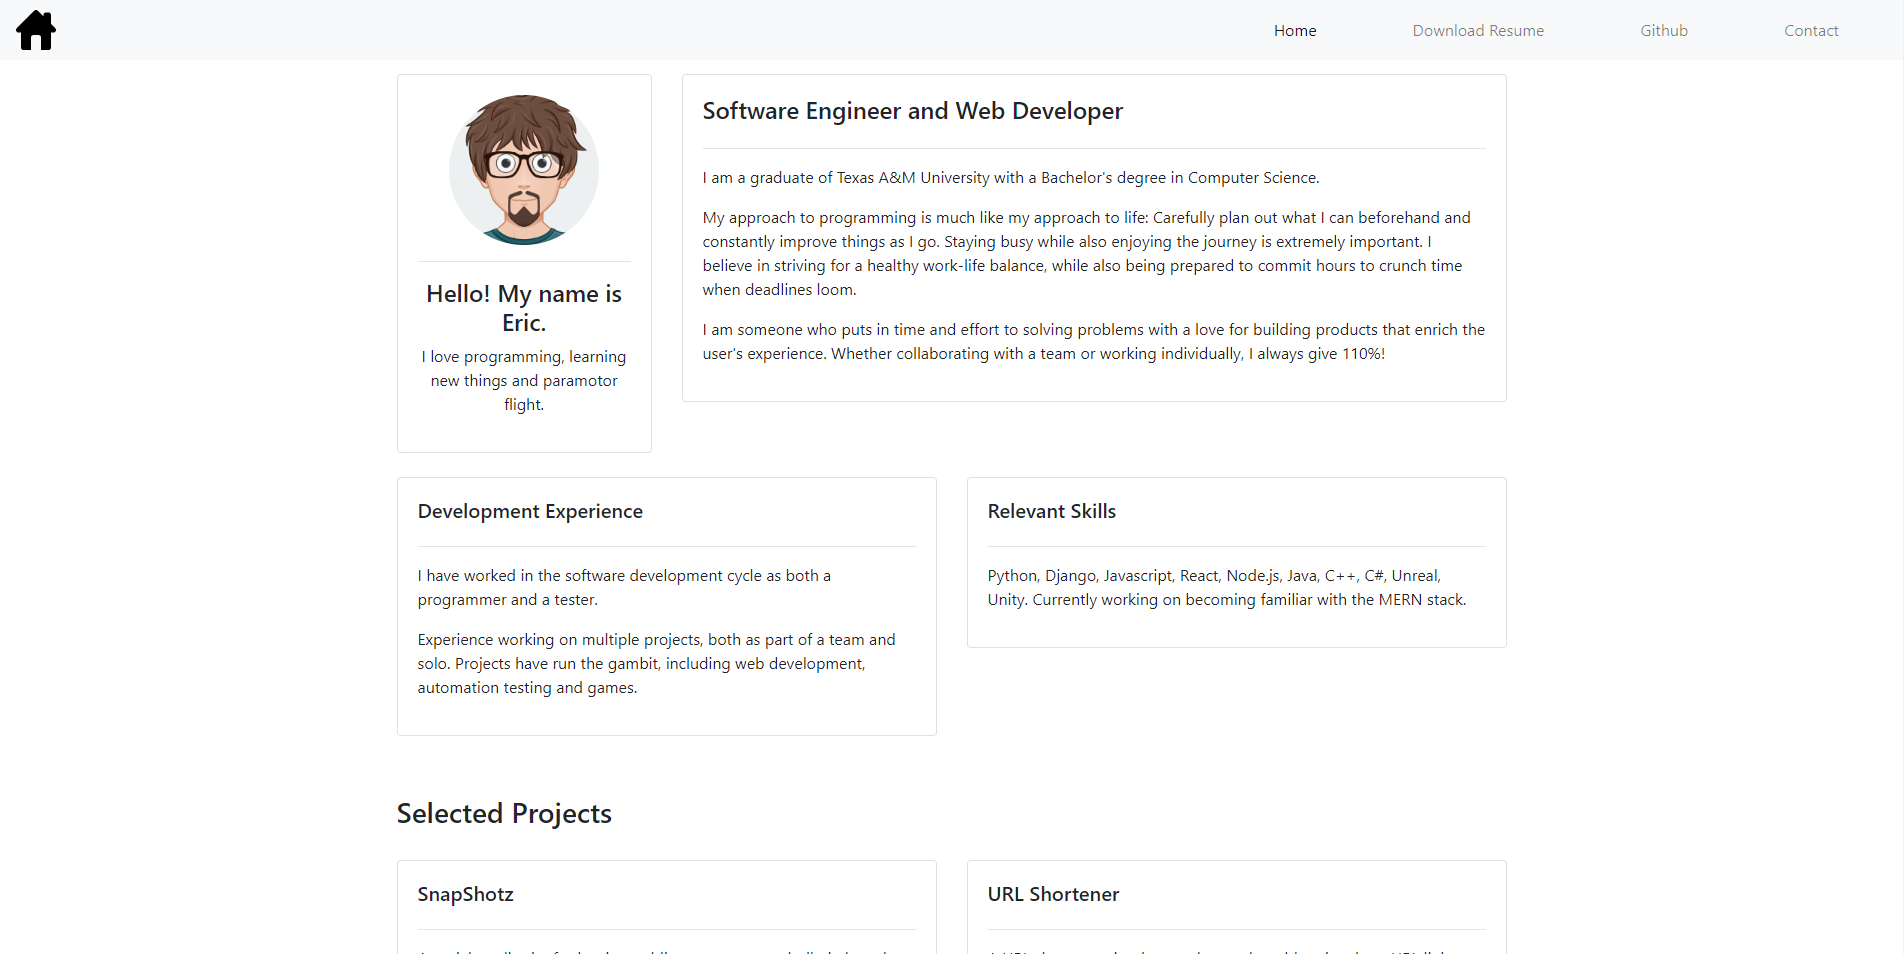 Home
Download Resume
Github
Contact
Hello! My name is
Eric.
I love programming, learning
new things and paramotor
flight.
Software Engineer and Web Developer
I am a graduate of Texas A&M University with a Bachelor's degree in Computer Science.
My approach to programming is much like my approach to life: Carefully plan out what I can beforehand and
constantly improve things as I go. Staying busy while also enjoying the journey is extremely important. I
believe in striving for a healthy work-life balance, while also being prepared to commit hours to crunch time
when deadlines loom.
I am someone who puts in time and effort to solving problems with a love for building products that enrich the
user's experience. Whether collaborating with a team or working individually, I always give 110%!
Development Experience
I have worked in the software development cycle as both a
programmer and a tester.
Experience working on multiple projects, both as part of a team and
solo. Projects have run the gambit, including web development,
automation testing and games.
Relevant Skills
Python, Django, Javascript, React, Node.js, Java, C++, C#, Unreal,
Unity. Currently working on becoming familiar with the MERN stack.
Selected Projects
SnapShotz
URL Shortener